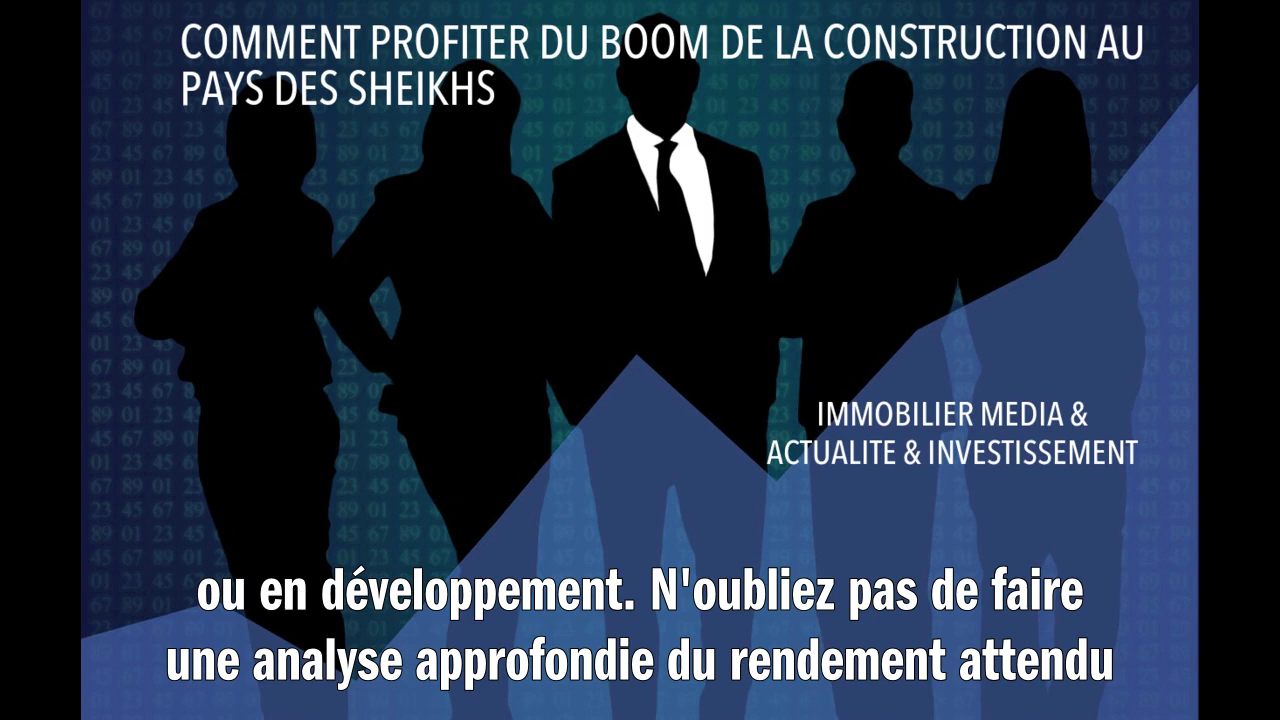 COMMENT PROFITER DU BOOM DE LA CONSTRUCTION AU
PAYS DES SHEIKHS
IMMOBILIER MEDIA &
ACTUALITE & INVESTISSEMENT
ou en développement. N'oubliez pas de faire
une analyse approfondie du rendement attendu